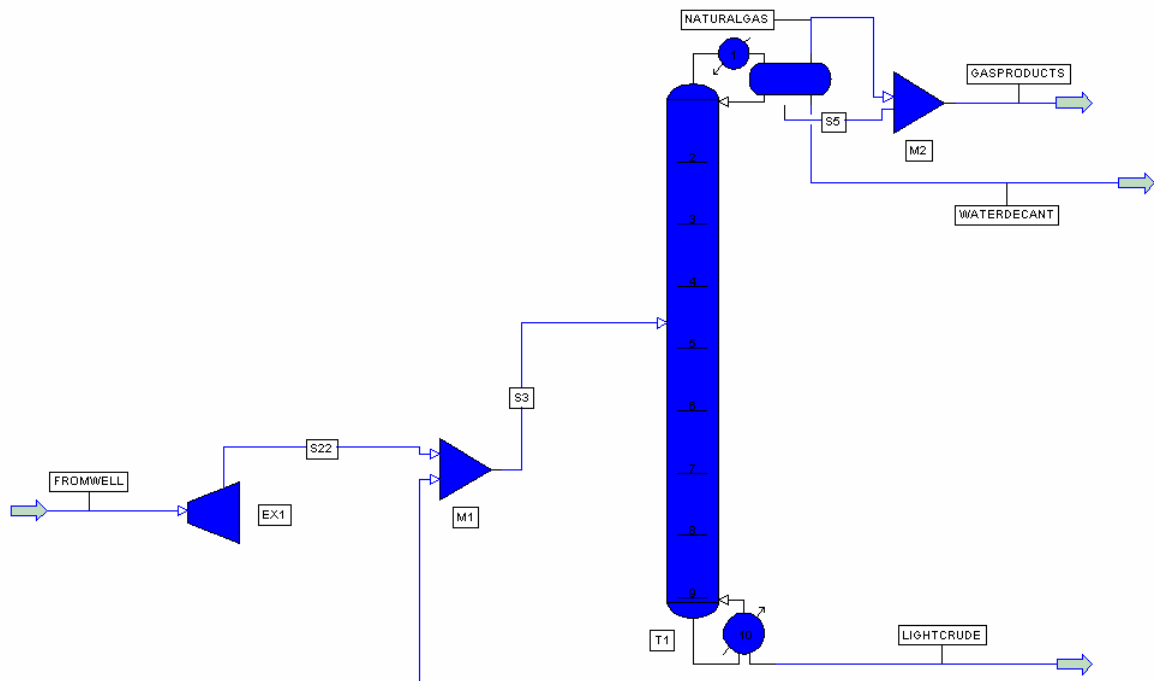 NATURALGAS
1
GASPRODUCTS
S5
M2
2
WATERDECANT
3
4
5
6
S3
S22
7
FROMWELL
EX1
M1
8
9
10
T1
LIGHTCRUDE